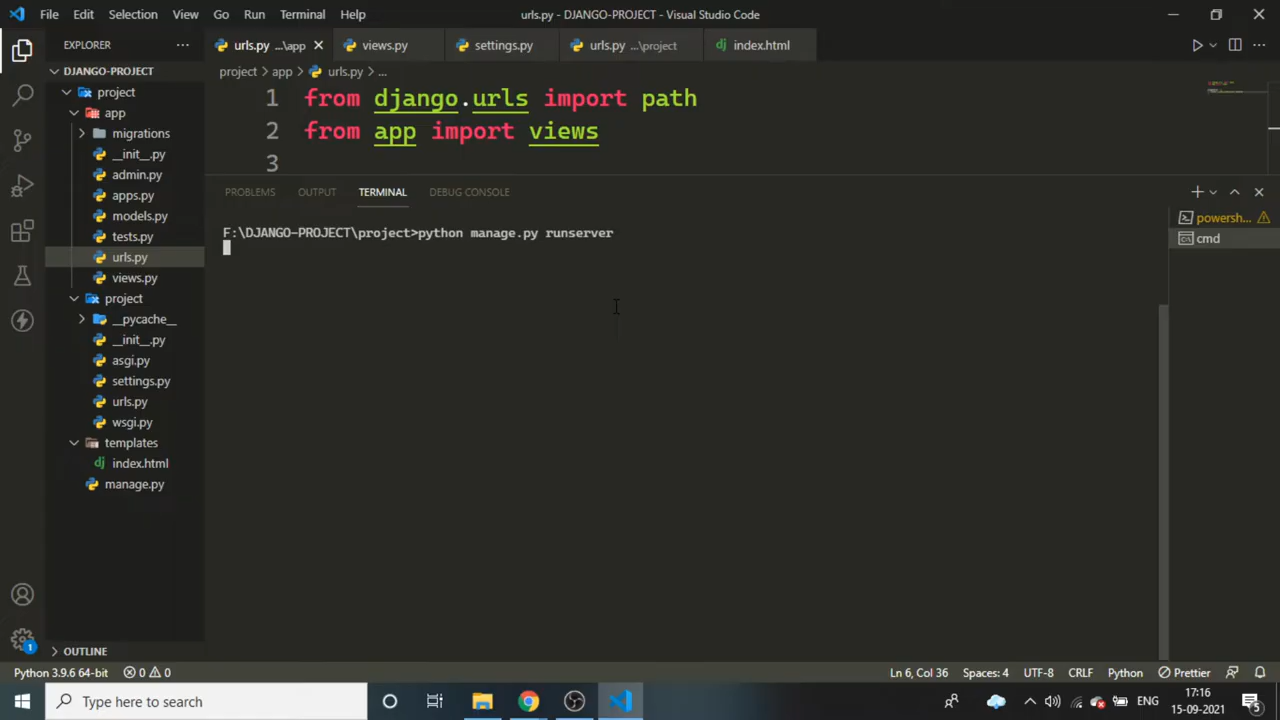 File Edit Selection View Go Run Terminal Help urls.py - DJANGO-PROJECT - Visual Studio Code
EXPLORER
urls.py ...\app views.py settings.py urls.py ...\project index.html
DJANGO-PROJECT
project > app > urls.py > ...
project
app
migrations
__init__.py
admin.py
apps.py
models.py
tests.py
urls.py
views.py
project
__pycache__
__init__.py
asgi.py
settings.py
urls.py
wsgi.py
templates
dj index.html
manage.py
OUTLINE
1 from django.urls import path
2 from app import views
3
PROBLEMS OUTPUT TERMINAL DEBUG CONSOLE
F:\DJANGO-PROJECT\project>python manage.py runserver
powersh...
cmd
Python 3.9.6 64-bit 0 0 Ln 6, Col 36 Spaces: 4 UTF-8 CRLF Python Prettier
Type here to search
ENG
17:16
15-09-2021
5